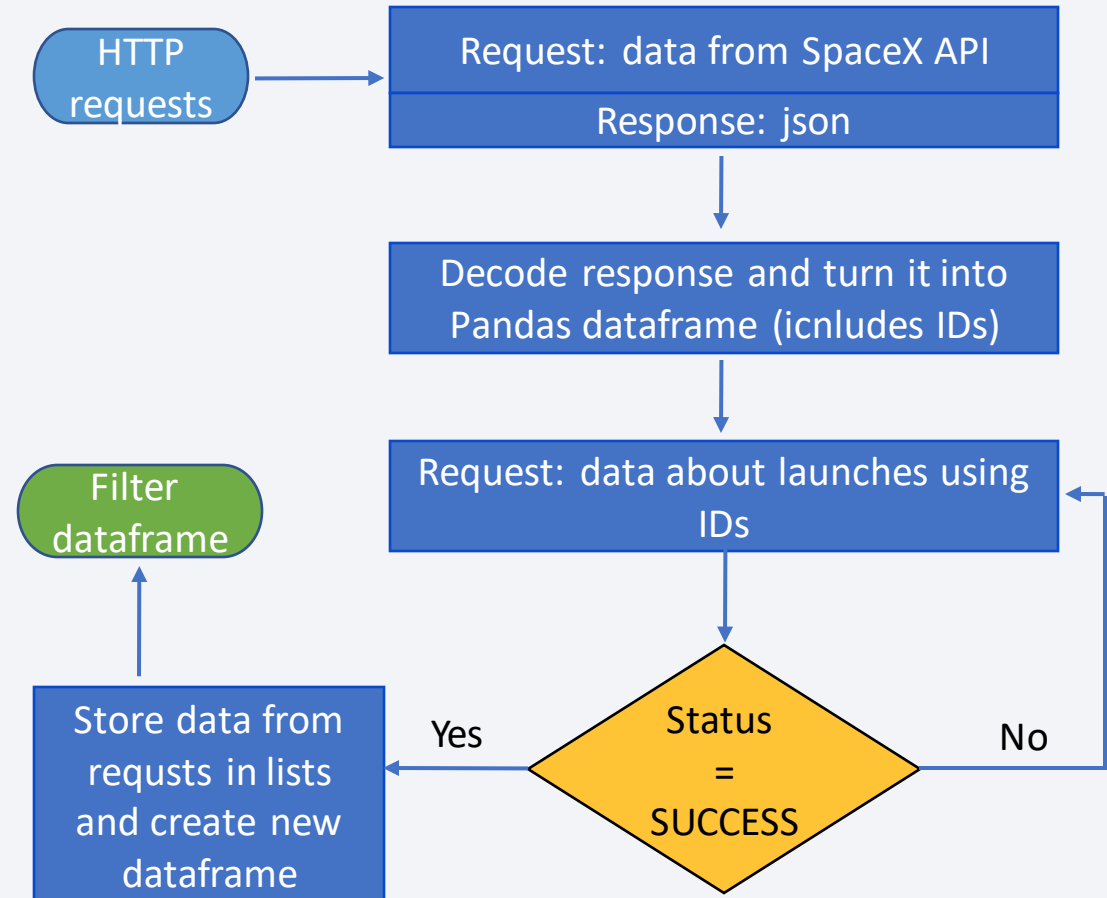 HTTP
requests
Request: data from SpaceX API
Response: json
Decode response and turn it into
Pandas dataframe (icnludes IDs)
Request: data about launches using
IDs
Status
=
SUCCESS
No
Yes
Store data from
requsts in lists
and create new
dataframe
Filter
dataframe